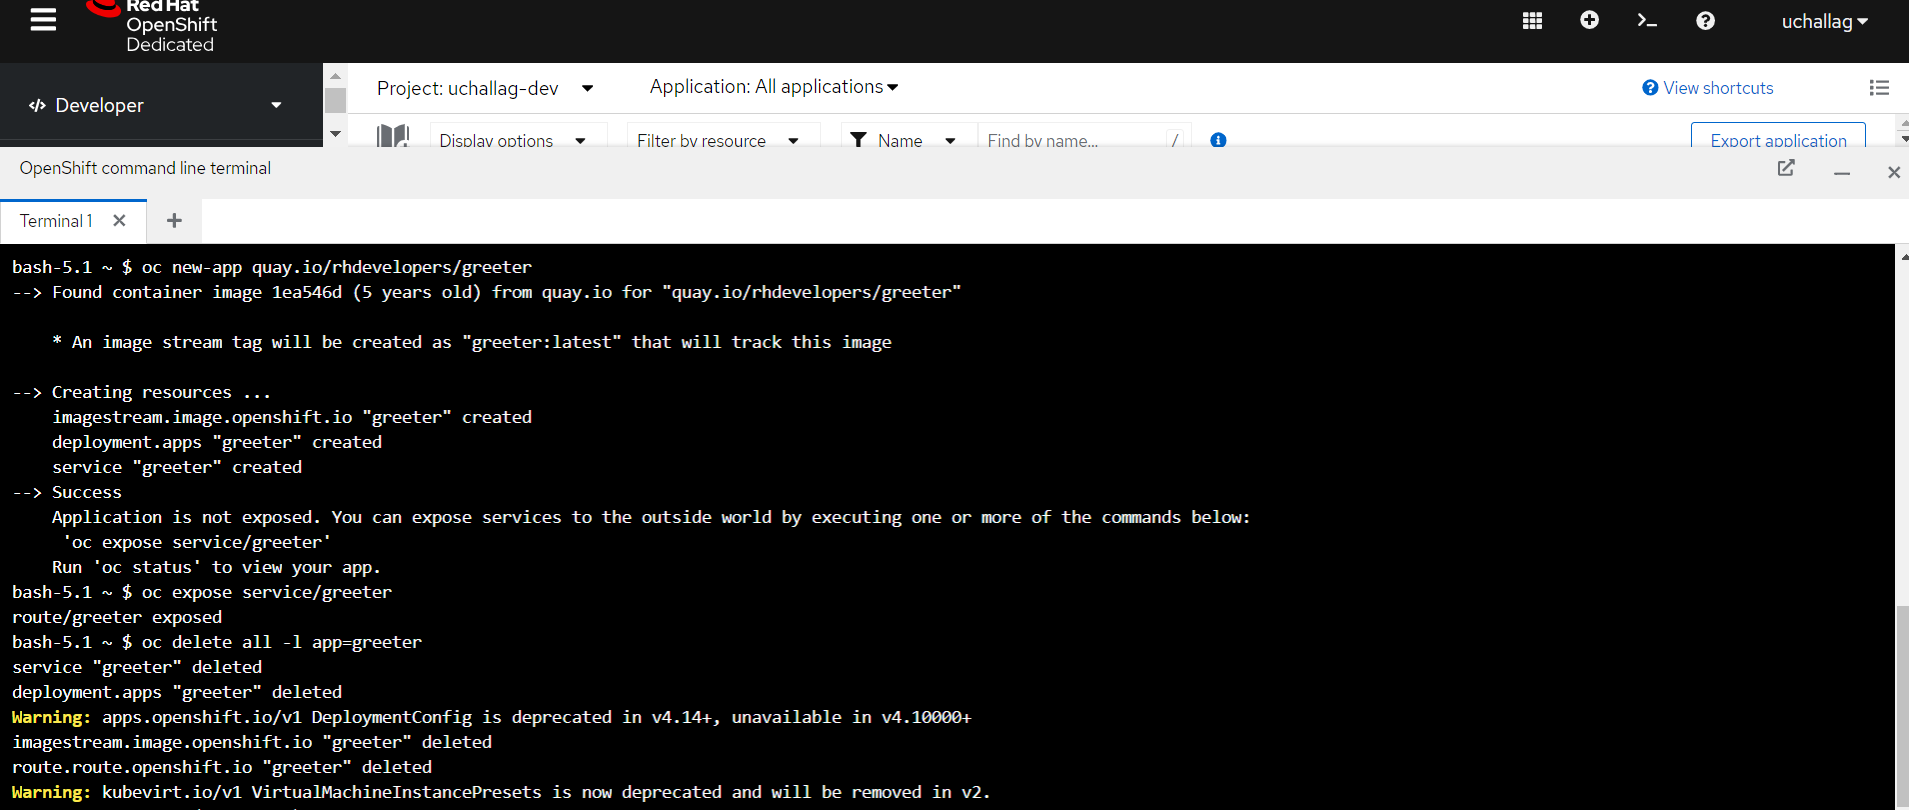 Red Hat
OpenShift
Dedicated
uchallag
Developer
Project: uchallag-dev
Application: All applications
View shortcuts
Display options
Filter by resource
Name
Find by name...
/
Export application
OpenShift command line terminal
Terminal 1
bash-5.1 ~ $ oc new-app quay.io/rhdevelopers/greeter
--> Found container image 1ea546d (5 years old) from quay.io for "quay.io/rhdevelopers/greeter"
* An image stream tag will be created as "greeter:latest" that will track this image
--> Creating resources ...
imagestream.image.openshift.io "greeter" created
deployment.apps "greeter" created
service "greeter" created
--> Success
Application is not exposed. You can expose services to the outside world by executing one or more of the commands below:
'oc expose service/greeter'
Run 'oc status' to view your app.
bash-5.1 ~ $ oc expose service/greeter
route/greeter exposed
bash-5.1 ~ $ oc delete all -l app=greeter
service "greeter" deleted
deployment.apps "greeter" deleted
Warning: apps.openshift.io/v1 DeploymentConfig is deprecated in v4.14+, unavailable in v4.10000+
imagestream.image.openshift.io "greeter" deleted
route.route.openshift.io "greeter" deleted
Warning: kubevirt.io/v1 VirtualMachineInstancePresets is now deprecated and will be removed in v2.